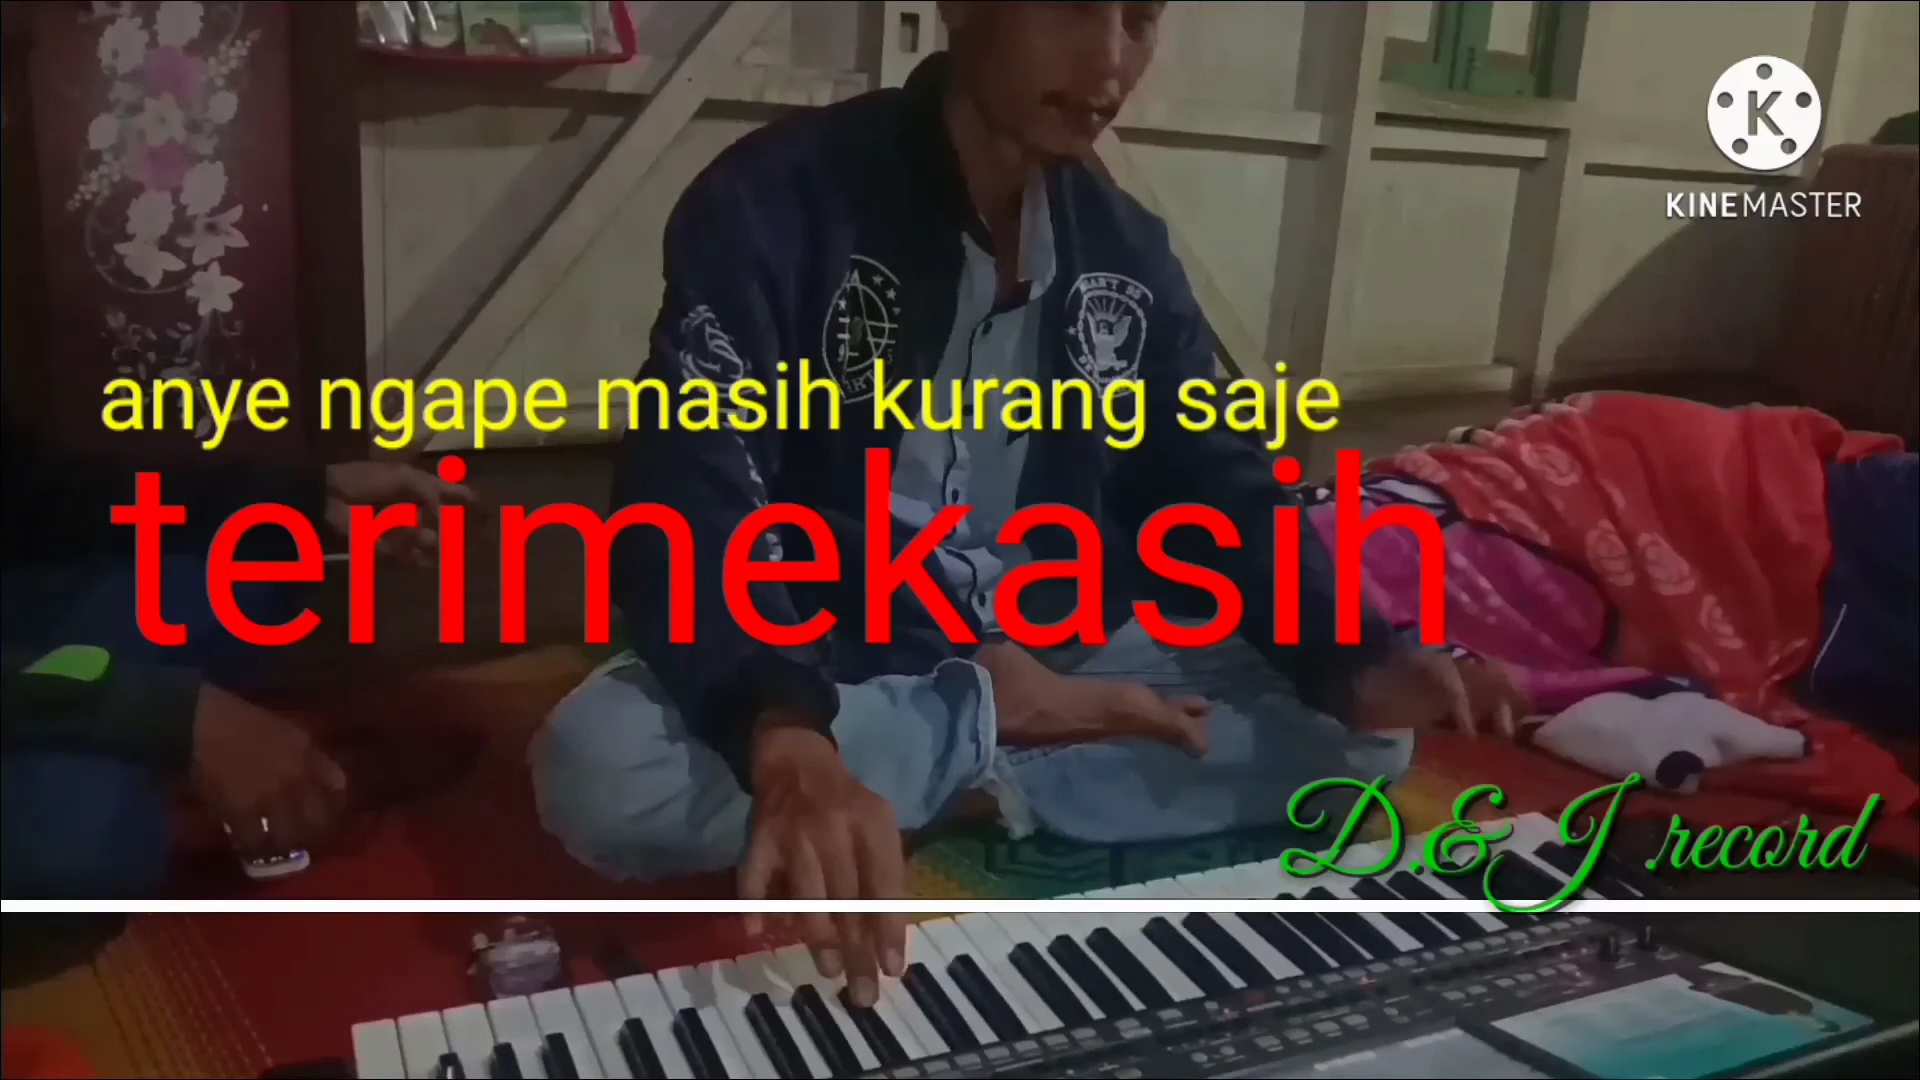 K
KINEMASTER
anye ngape masih kurang saje
terimekasih
D.&J .record